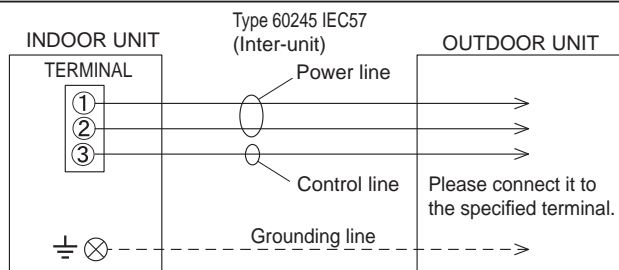 Type 60245 IEC57
(Inter-unit)
INDOOR UNIT
OUTDOOR UNIT
TERMINAL
Power line
①
②
③
Control line
Please connect it to
the specified terminal.
Grounding line